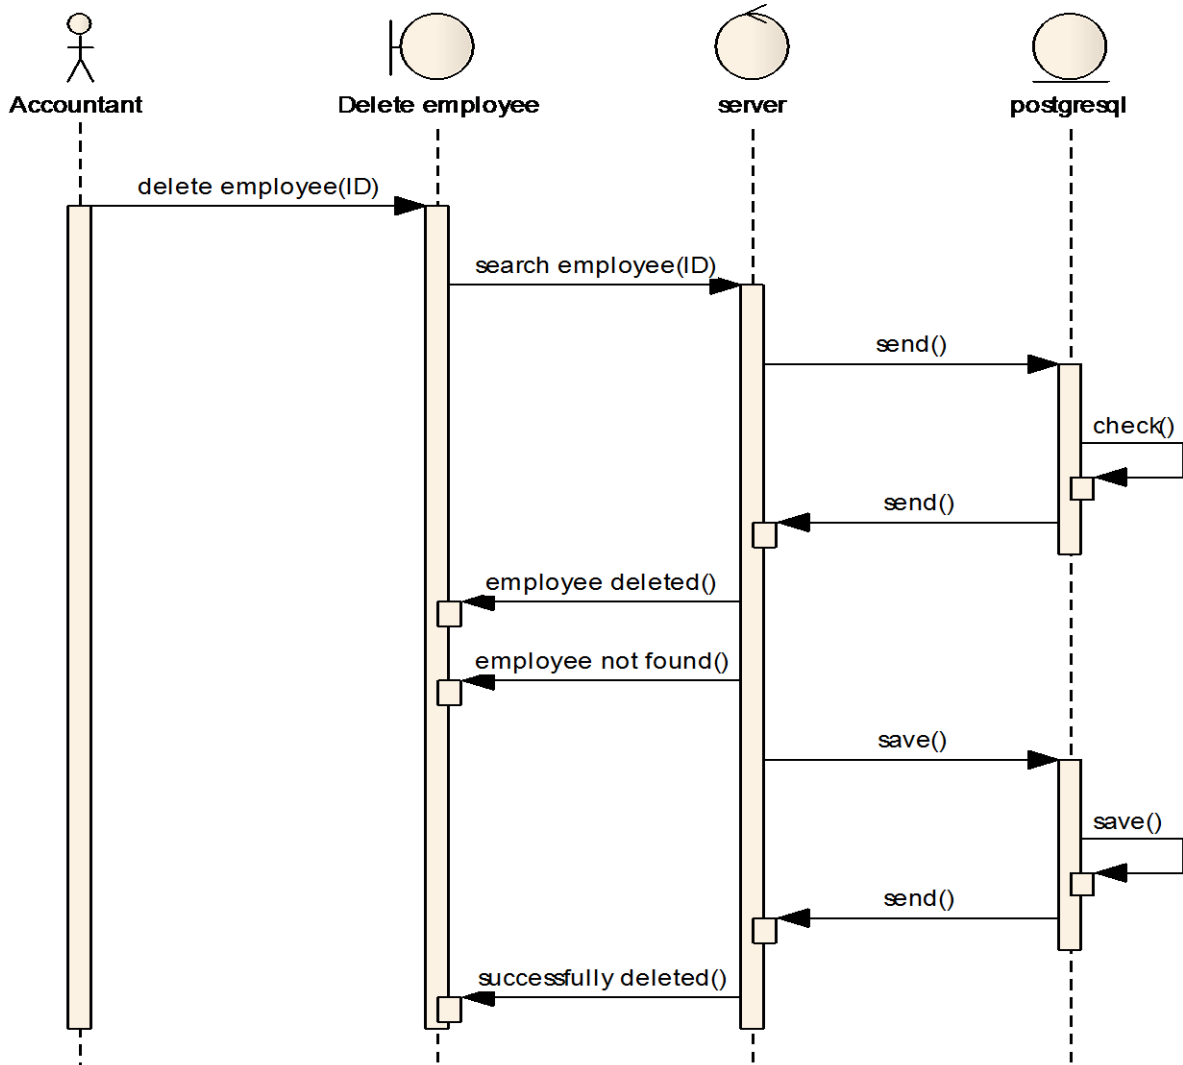 Accountant
Delete employee
server
postgresql
delete employee(ID)
search employee(ID)
send()
check()
send()
employee deleted()
employee not found()
save()
save()
send()
successfully deleted()